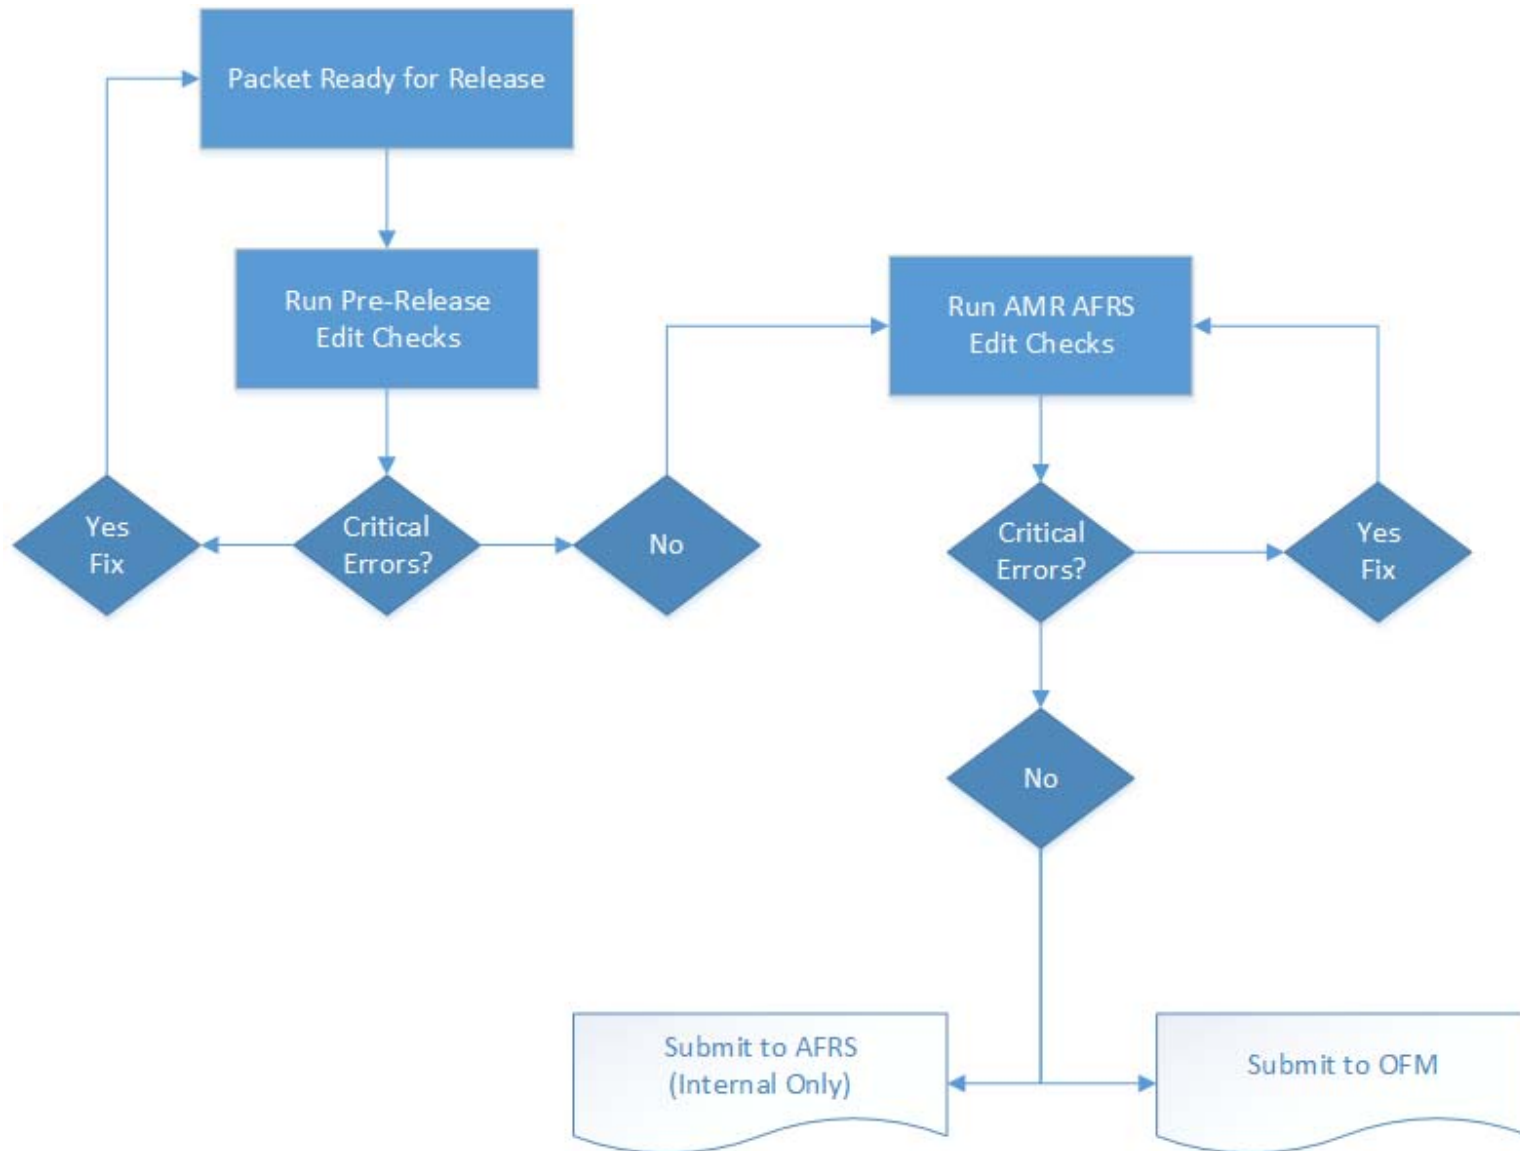 Packet Ready for Release
Run Pre-Release
Edit Checks
Critical
Errors?
Yes
Fix
No
Run AMR AFRS
Edit Checks
Critical
Errors?
Yes
Fix
No
Submit to AFRS
(Internal Only)
Submit to OFM